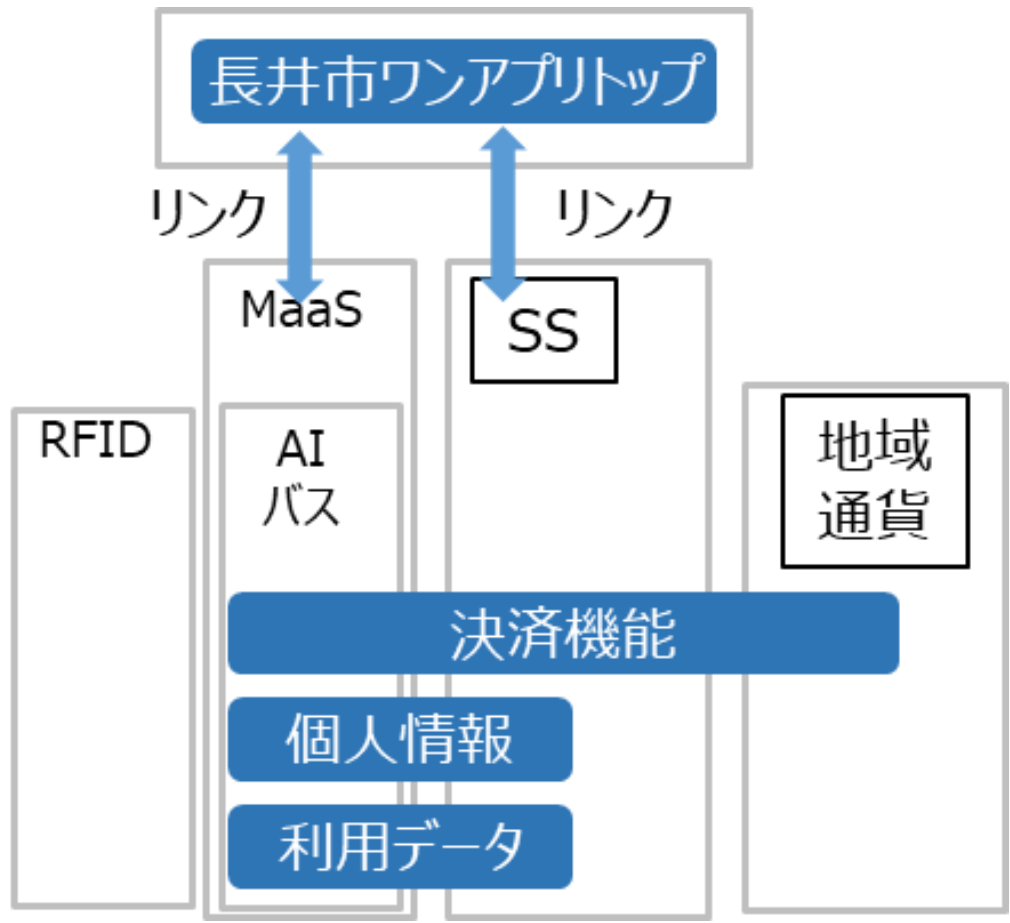 長井市ワンアプリトップ
リンク
リンク
MaaS
SS
RFID
AI
バス
地域
通貨
決済機能
個人情報
利用データ